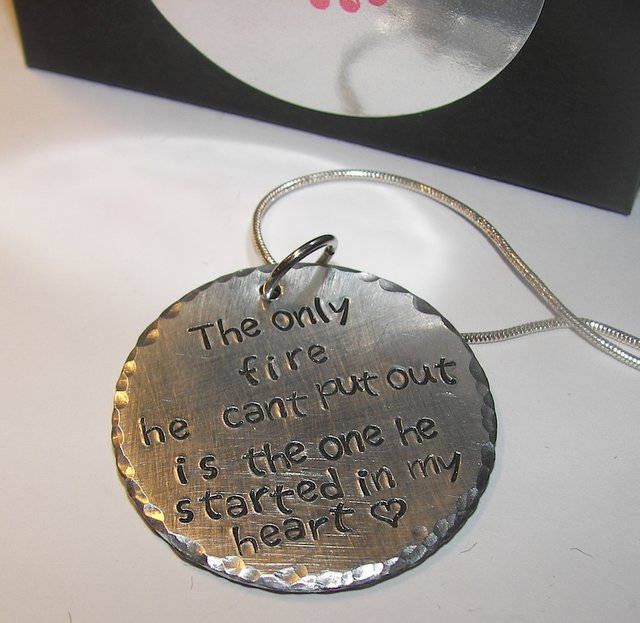 The only
fire
he cant put out
is the one he
started in my
heart ♡